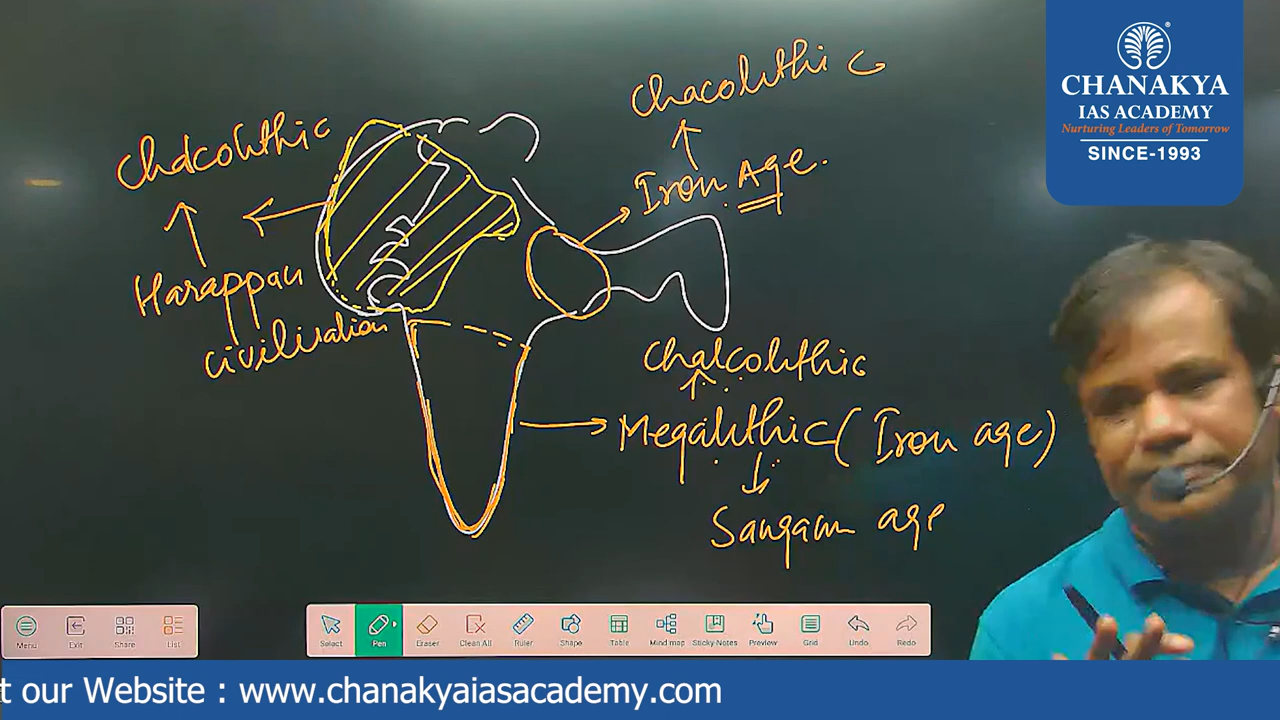 Chacolithic
Iron Age.
Chalcolithic
Harappan
Civilisation
Chalcolithic
Megalithic (Iron age)
Sangam age
CHANAKYA
IAS ACADEMY
Nurturing Leaders of Tomorrow
SINCE-1993
Menu
Exit
Share
List
Select
Pen
Eraser
Clean All
Ruler
Shape
Table
Mind map
Sticky-Notes
Preview
Grid
Undo
Redo
t our Website : www.chanakyaiasacademy.com